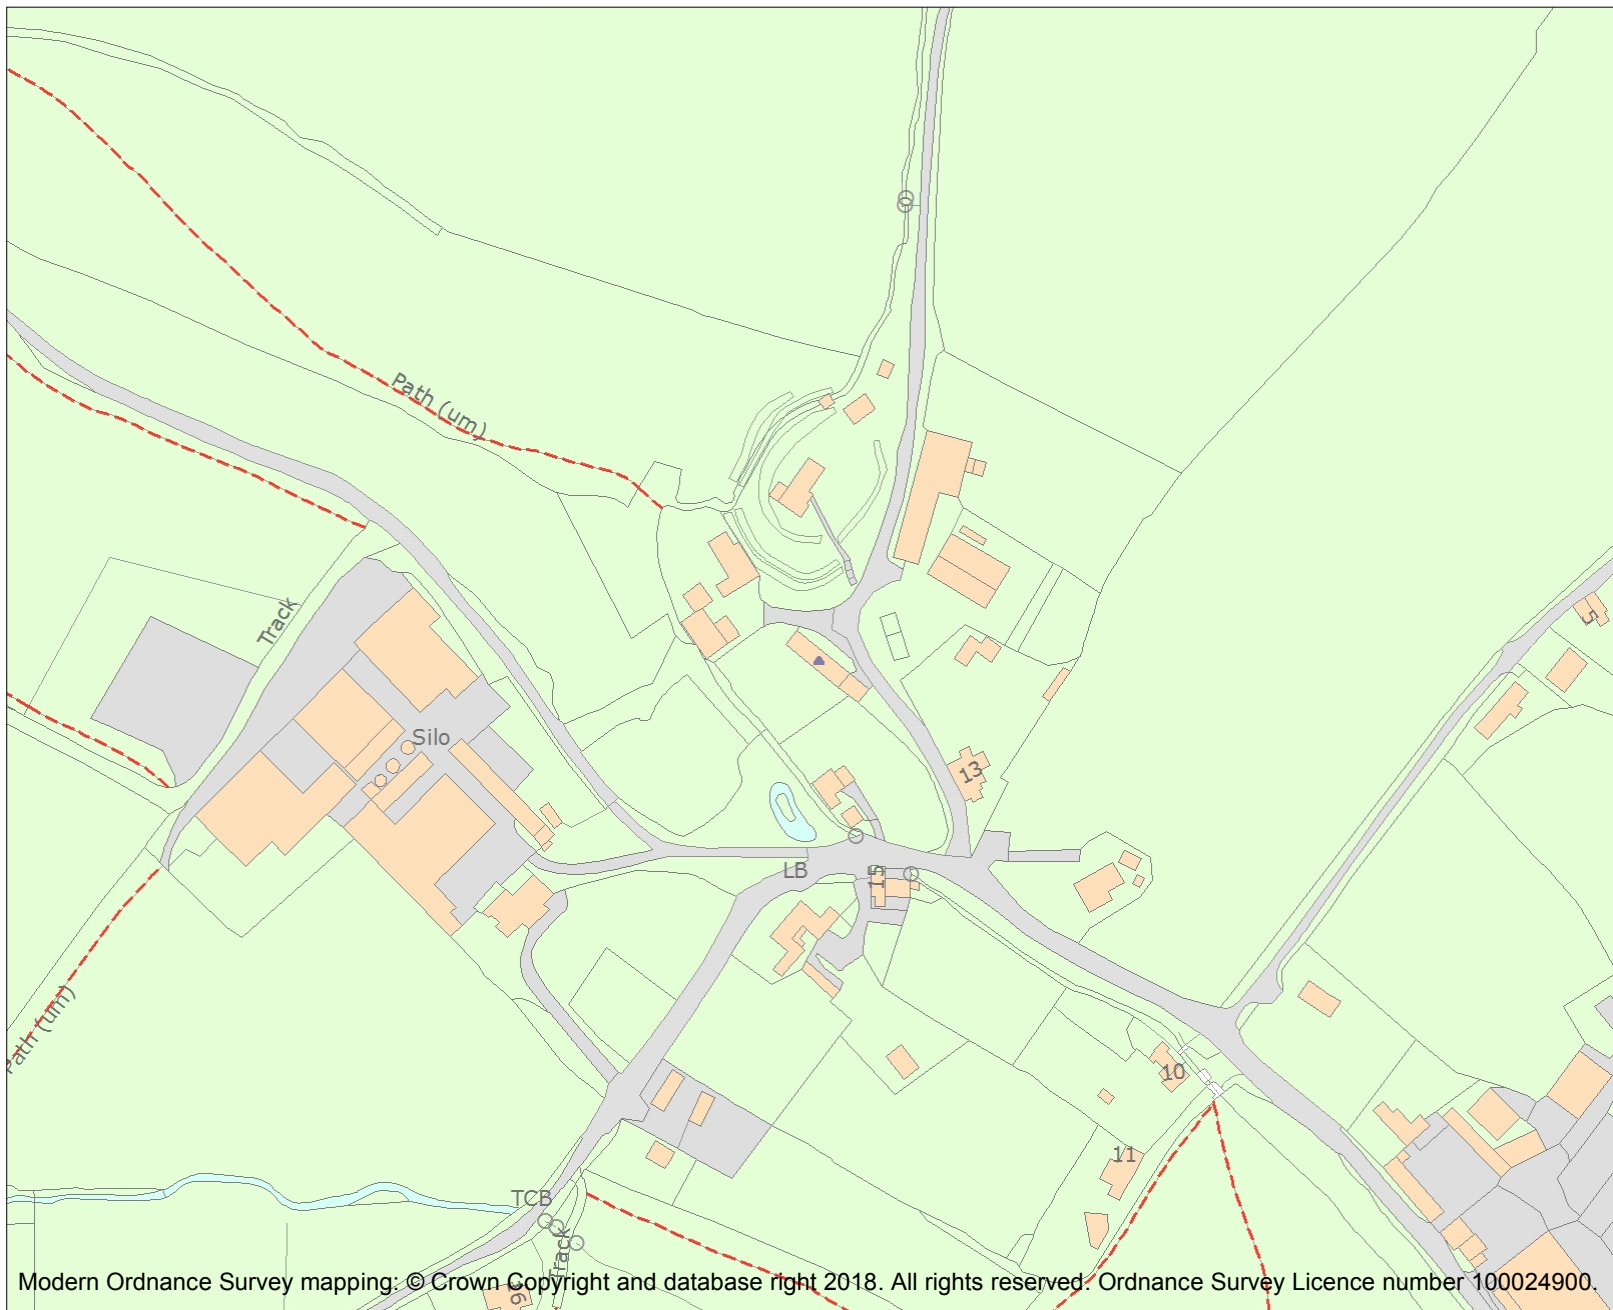 Path (um)
5
Track
Silo
13
LB
15
Path (um)
10
11
TCB
Track
16
Modern Ordnance Survey mapping: © Crown Copyright and database right 2018. All rights reserved. Ordnance Survey Licence number 100024900.